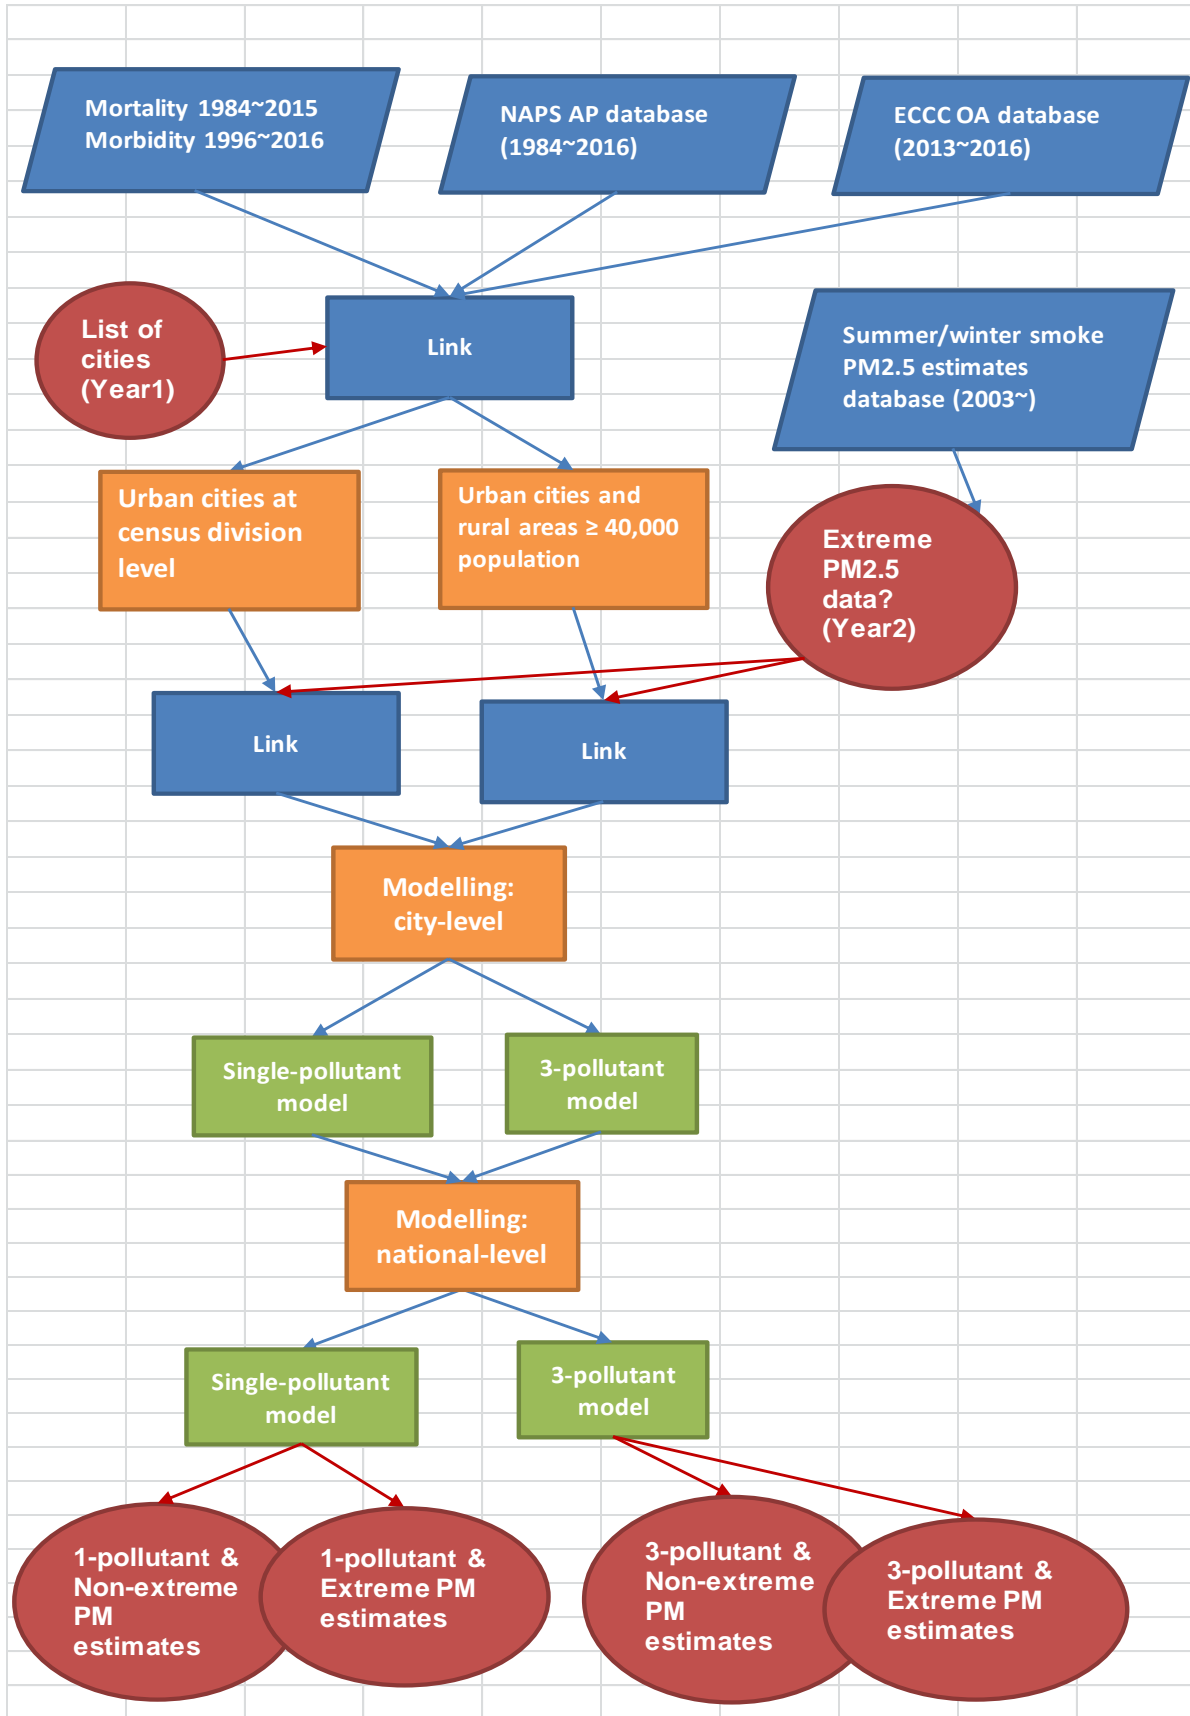 Mortality 1984~2015
Morbidity 1996~2016
NAPS AP database
(1984~2016)
ECCC OA database
(2013~2016)
List of
cities
(Year1)
Link
Summer/winter smoke
PM2.5 estimates
database (2003~)
Urban cities at
census division
level
Urban cities and
rural areas ≥ 40,000
population
Extreme
PM2.5
data?
(Year2)
Link
Link
Modelling:
city-level
Single-pollutant
model
3-pollutant
model
Modelling:
national-level
Single-pollutant
model
3-pollutant
model
1-pollutant &
Non-extreme
PM
estimates
1-pollutant &
Extreme PM
estimates
3-pollutant &
Non-extreme
PM
estimates
3-pollutant &
Extreme PM
estimates